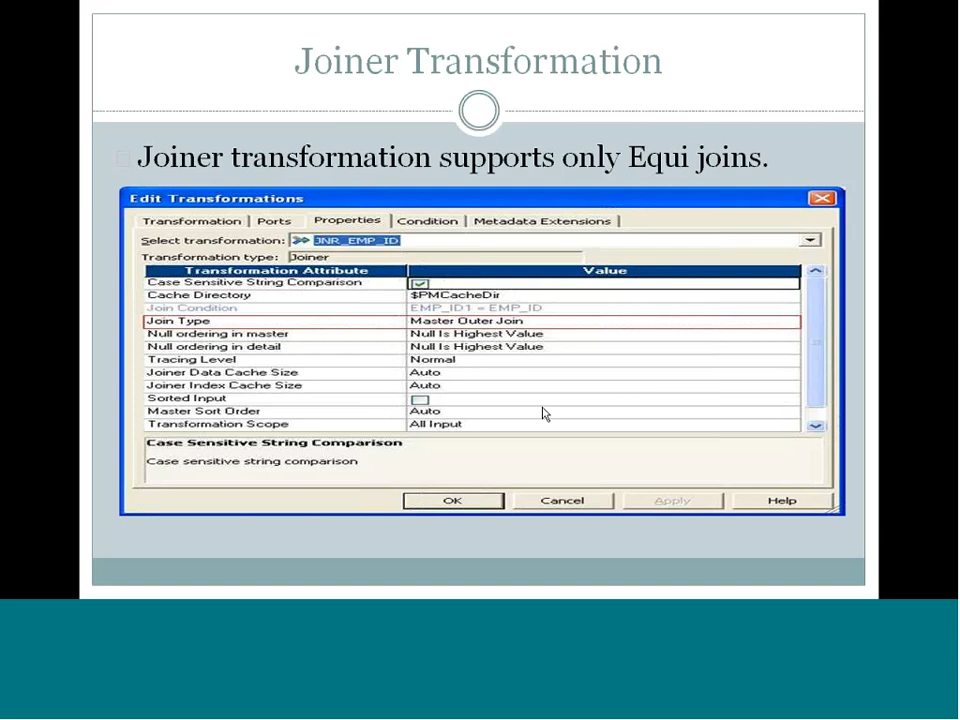 Joiner Transformation
Joiner transformation supports only Equi joins.
Edit Transformations
Transformation Ports Properties Condition Metadata Extensions
Select transformation: JNR_EMP_ID
Transformation type: Joiner
Transformation Attribute Value
Case Sensitive String Comparison
Cache Directory $PMCacheDir
Join Condition EMP_ID1 = EMP_ID
Join Type Master Outer Join
Null ordering in master Null Is Highest Value
Null ordering in detail Null Is Highest Value
Tracing Level Normal
Joiner Data Cache Size Auto
Joiner Index Cache Size Auto
Sorted Input
Master Sort Order Auto
Transformation Scope All Input
Case Sensitive String Comparison
Case sensitive string comparison
OK Cancel Apply Help